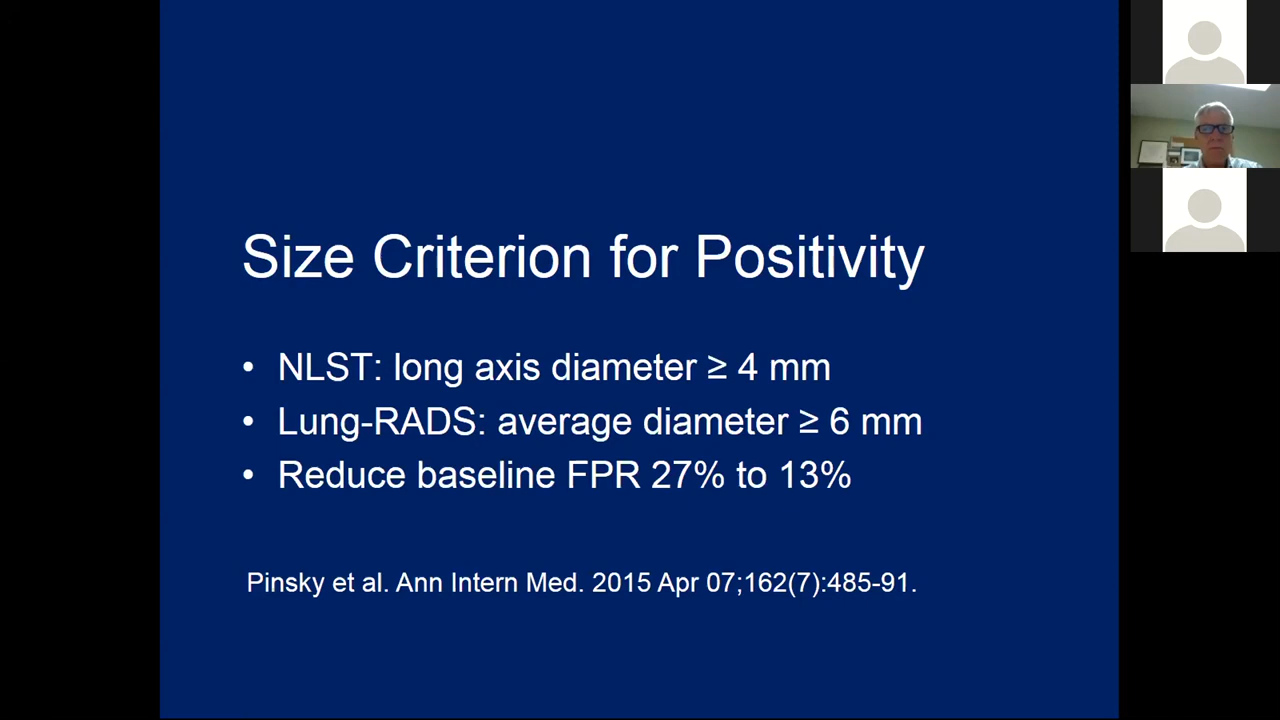 Size Criterion for Positivity
• NLST: long axis diameter ≥ 4 mm
• Lung-RADS: average diameter ≥ 6 mm
• Reduce baseline FPR 27% to 13%
Pinsky et al. Ann Intern Med. 2015 Apr 07;162(7):485-91.